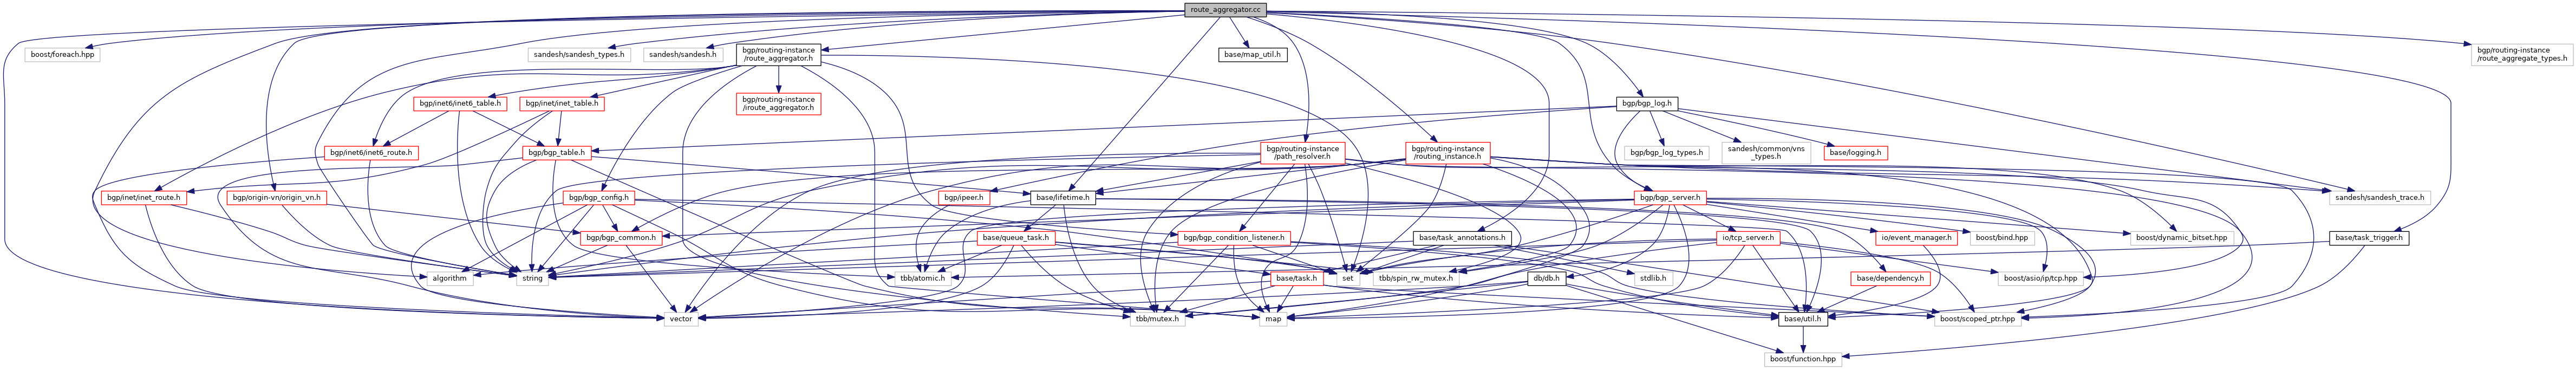 route_aggregator.cc
boost/foreach.hpp
sandesh/sandesh_types.h
sandesh/sandesh.h
bgp/routing-instance
/route_aggregator.h
base/map_util.h
bgp/routing-instance
/route_aggregate_types.h
bgp/inet6/inet6_table.h
bgp/inet/inet_table.h
bgp/routing-instance
/iroute_aggregator.h
bgp/bgp_log.h
bgp/inet6/inet6_route.h
bgp/bgp_table.h
bgp/routing-instance
/path_resolver.h
bgp/routing-instance
/routing_instance.h
bgp/bgp_log_types.h
sandesh/common/vns
_types.h
base/logging.h
bgp/inet/inet_route.h
bgp/origin-vn/origin_vn.h
bgp/bgp_config.h
bgp/ipeer.h
base/lifetime.h
bgp/bgp_server.h
sandesh/sandesh_trace.h
bgp/bgp_common.h
base/queue_task.h
bgp/bgp_condition_listener.h
base/task_annotations.h
io/tcp_server.h
io/event_manager.h
boost/bind.hpp
boost/dynamic_bitset.hpp
base/task_trigger.h
algorithm
string
tbb/atomic.h
base/task.h
set
tbb/spin_rw_mutex.h
db/db.h
stdlib.h
base/dependency.h
boost/asio/ip/tcp.hpp
vector
tbb/mutex.h
map
base/util.h
boost/scoped_ptr.hpp
boost/function.hpp